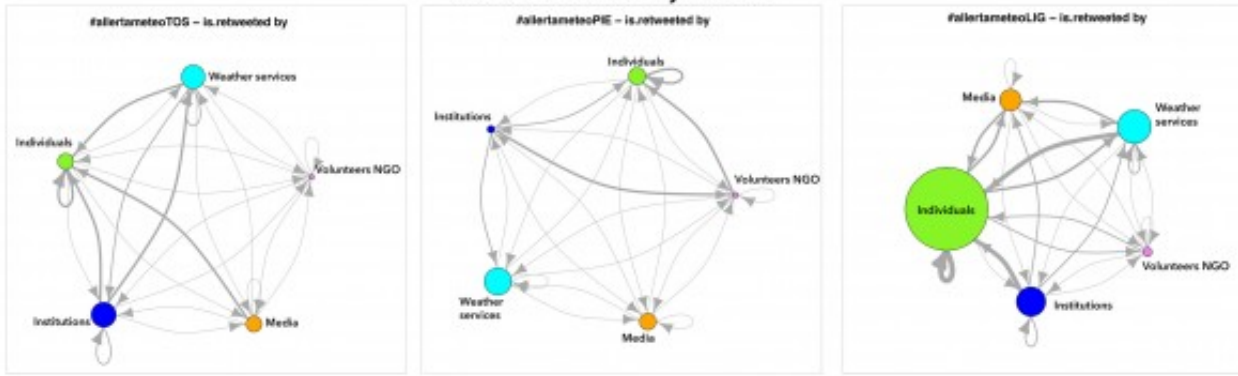 #allertameteoTOS – is.retweeted by
Weather services
Individuals
Volunteers NGO
Institutions
Media
#allertameteoPIE – is.retweeted by
Individuals
Institutions
Volunteers NGO
Weather
services
Media
#allertameteoLIG – is.retweeted by
Media
Weather
services
Individuals
Volunteers NGO
Institutions